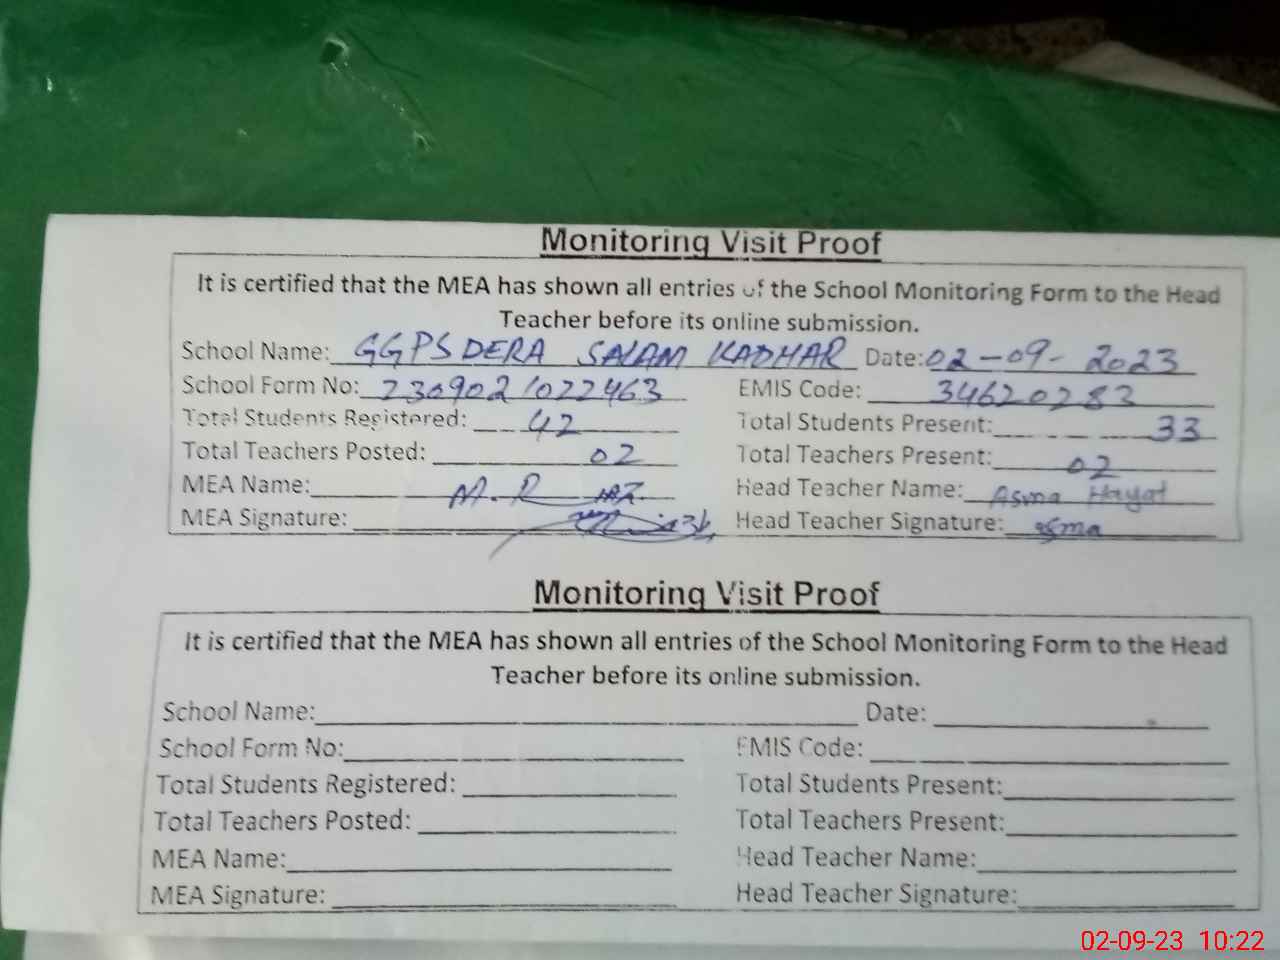 Monitoring Visit Proof
It is certified that the MEA has shown all entries of the School Monitoring Form to the Head
Teacher before its online submission.
School Name: GGPS DERA SALAM KADHAR Date: 02-09-2023
School Form No: 2309021022463 EMIS Code: 34620283
Total Students Registered: 42 Total Students Present: 33
Total Teachers Posted: 02 Total Teachers Present: 02
MEA Name: M. R Head Teacher Name: Asma Hayat
MEA Signature: Head Teacher Signature: asma
Monitoring Visit Proof
It is certified that the MEA has shown all entries of the School Monitoring Form to the Head
Teacher before its online submission.
School Name: Date:
School Form No: EMIS Code:
Total Students Registered: Total Students Present:
Total Teachers Posted: Total Teachers Present:
MEA Name: Head Teacher Name:
MEA Signature: Head Teacher Signature:
02-09-23 10:22